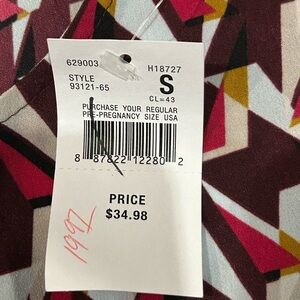 629003 H18727
STYLE S
93121-65
CL=43
PURCHASE YOUR REGULAR
PRE-PREGNANCY SIZE USA
8 87822 12280 2
PRICE
$34.98
1997